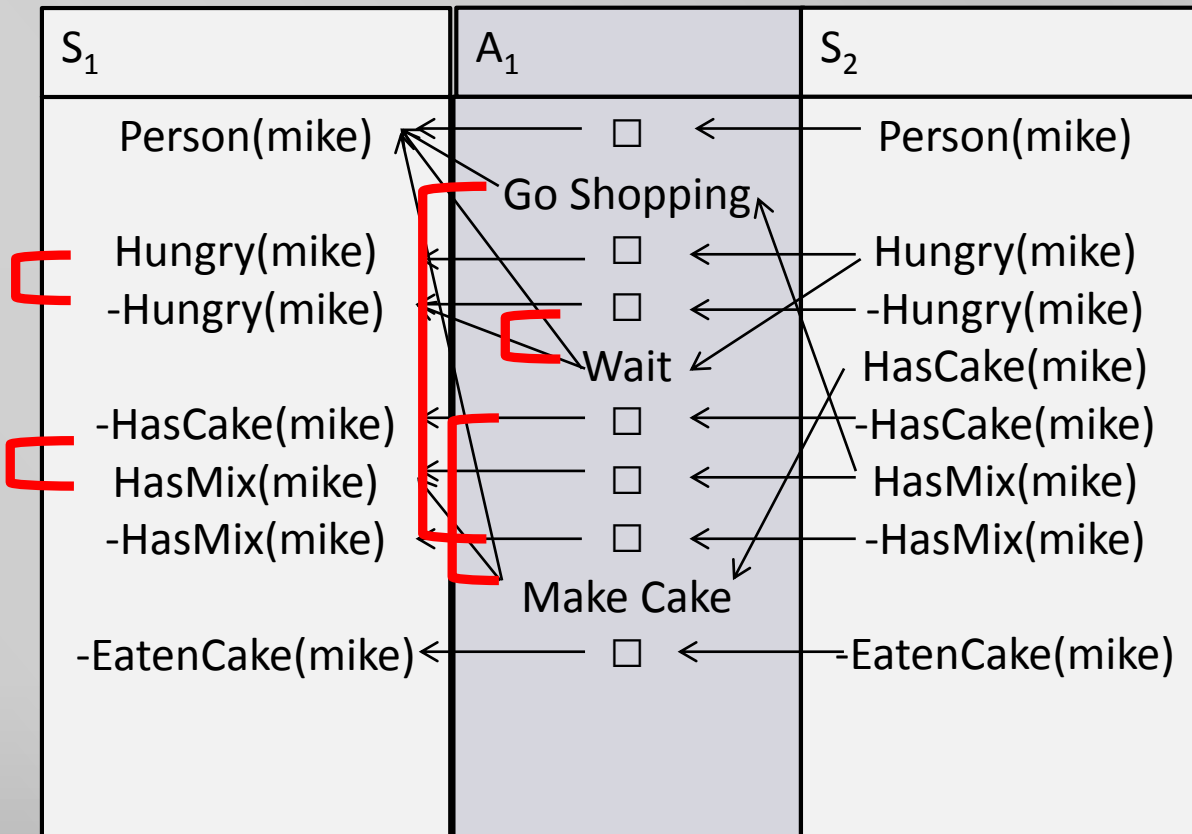 S₁ A₁ S₂
Person(mike) □ Person(mike)
Go Shopping
Hungry(mike) □ Hungry(mike)
-Hungry(mike) □ -Hungry(mike)
Wait HasCake(mike)
-HasCake(mike) □ -HasCake(mike)
HasMix(mike) □ HasMix(mike)
-HasMix(mike) □ -HasMix(mike)
Make Cake
-EatenCake(mike) □ -EatenCake(mike)